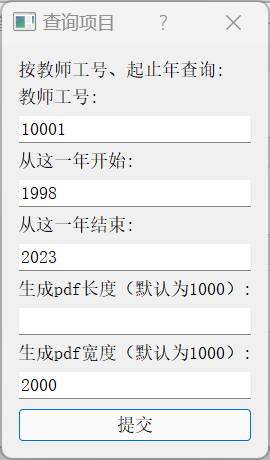 查询项目
按教师工号、起止年查询:
教师工号:
10001
从这一年开始:
1998
从这一年结束:
2023
生成pdf长度（默认为1000）:
生成pdf宽度（默认为1000）:
2000
提交